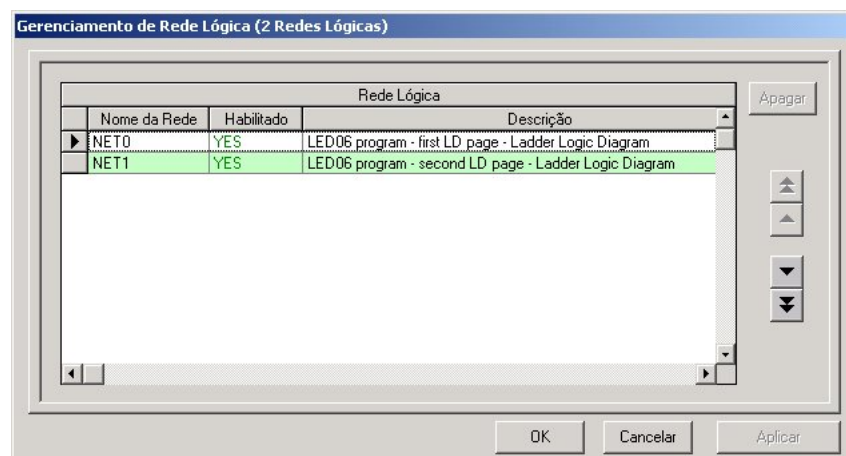 Gerenciamento de Rede Lógica (2 Redes Lógicas)
Rede Lógica
Apagar
Nome da Rede Habilitado Descrição
NET0 YES LED06 program - first LD page - Ladder Logic Diagram
NET1 YES LED06 program - second LD page - Ladder Logic Diagram
OK Cancelar Aplicar